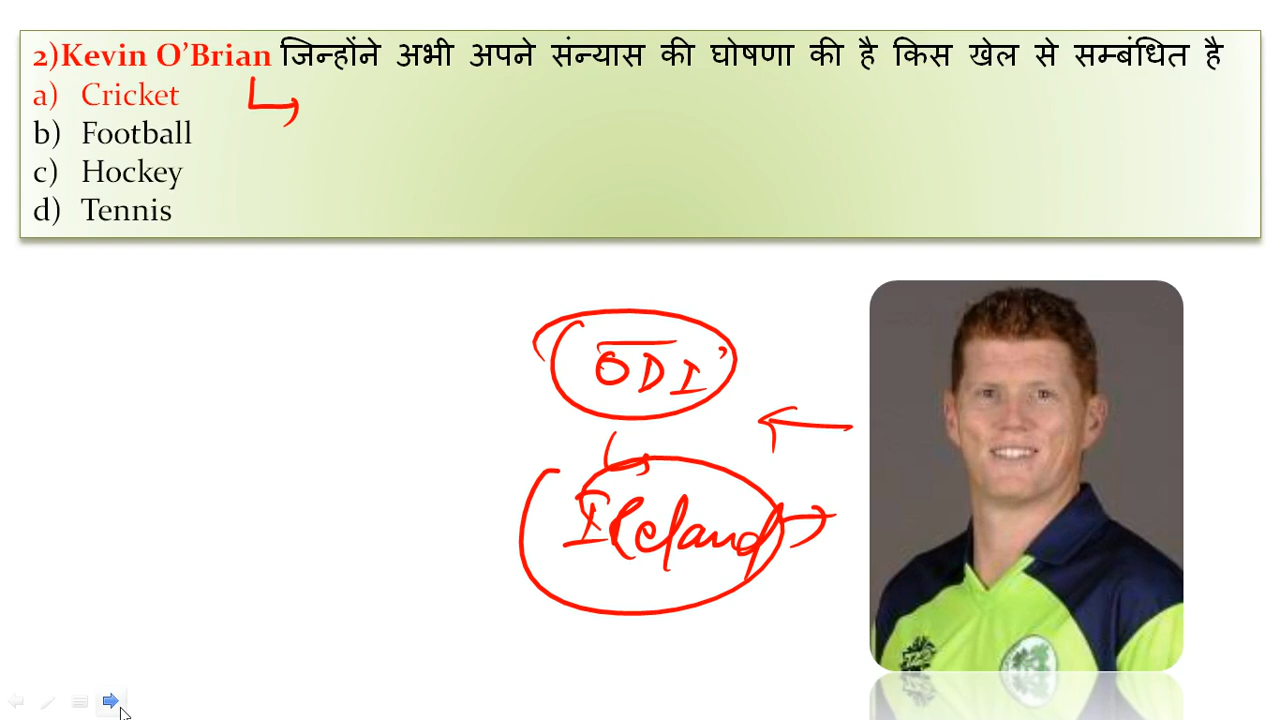 2)Kevin O’Brian जिन्होंने अभी अपने संन्यास की घोषणा की है किस खेल से सम्बंधित है
a) Cricket
b) Football
c) Hockey
d) Tennis
ODI
Ireland